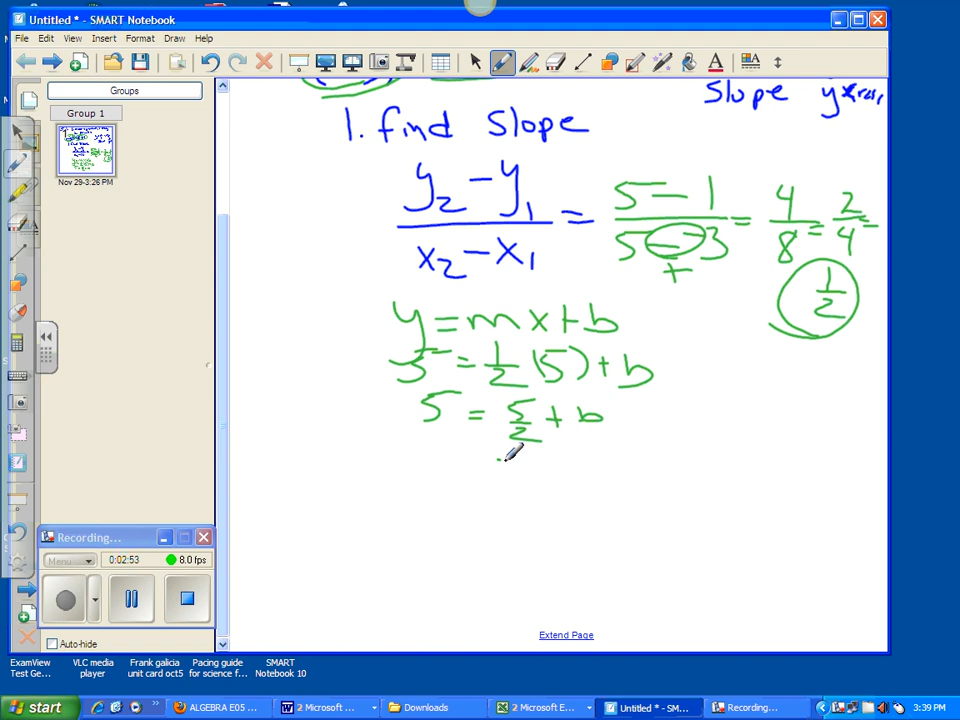 Untitled * - SMART Notebook
File Edit View Insert Format Draw Help
Groups
Group 1
Nov 29-3:26 PM
slope
1. find slope
y2 - y1 / x2 - x1 = 5 - 1 / 5 - -3 = 4/8 = 2/4 =
+
1/2
y = mx + b
5 = 1/2 (5) + b
5 = 5/2 + b
Recording...
Menu 0:02:53 8.0 fps
Auto-hide
Extend Page
ExamView Test Ge...
VLC media player
Frank galicia unit card oct5
Pacing guide for science f...
SMART Notebook 10
start ALGEBRA E05 ... 2 Microsoft ... Downloads 2 Microsoft E... Untitled * - SM... Recording... 3:39 PM